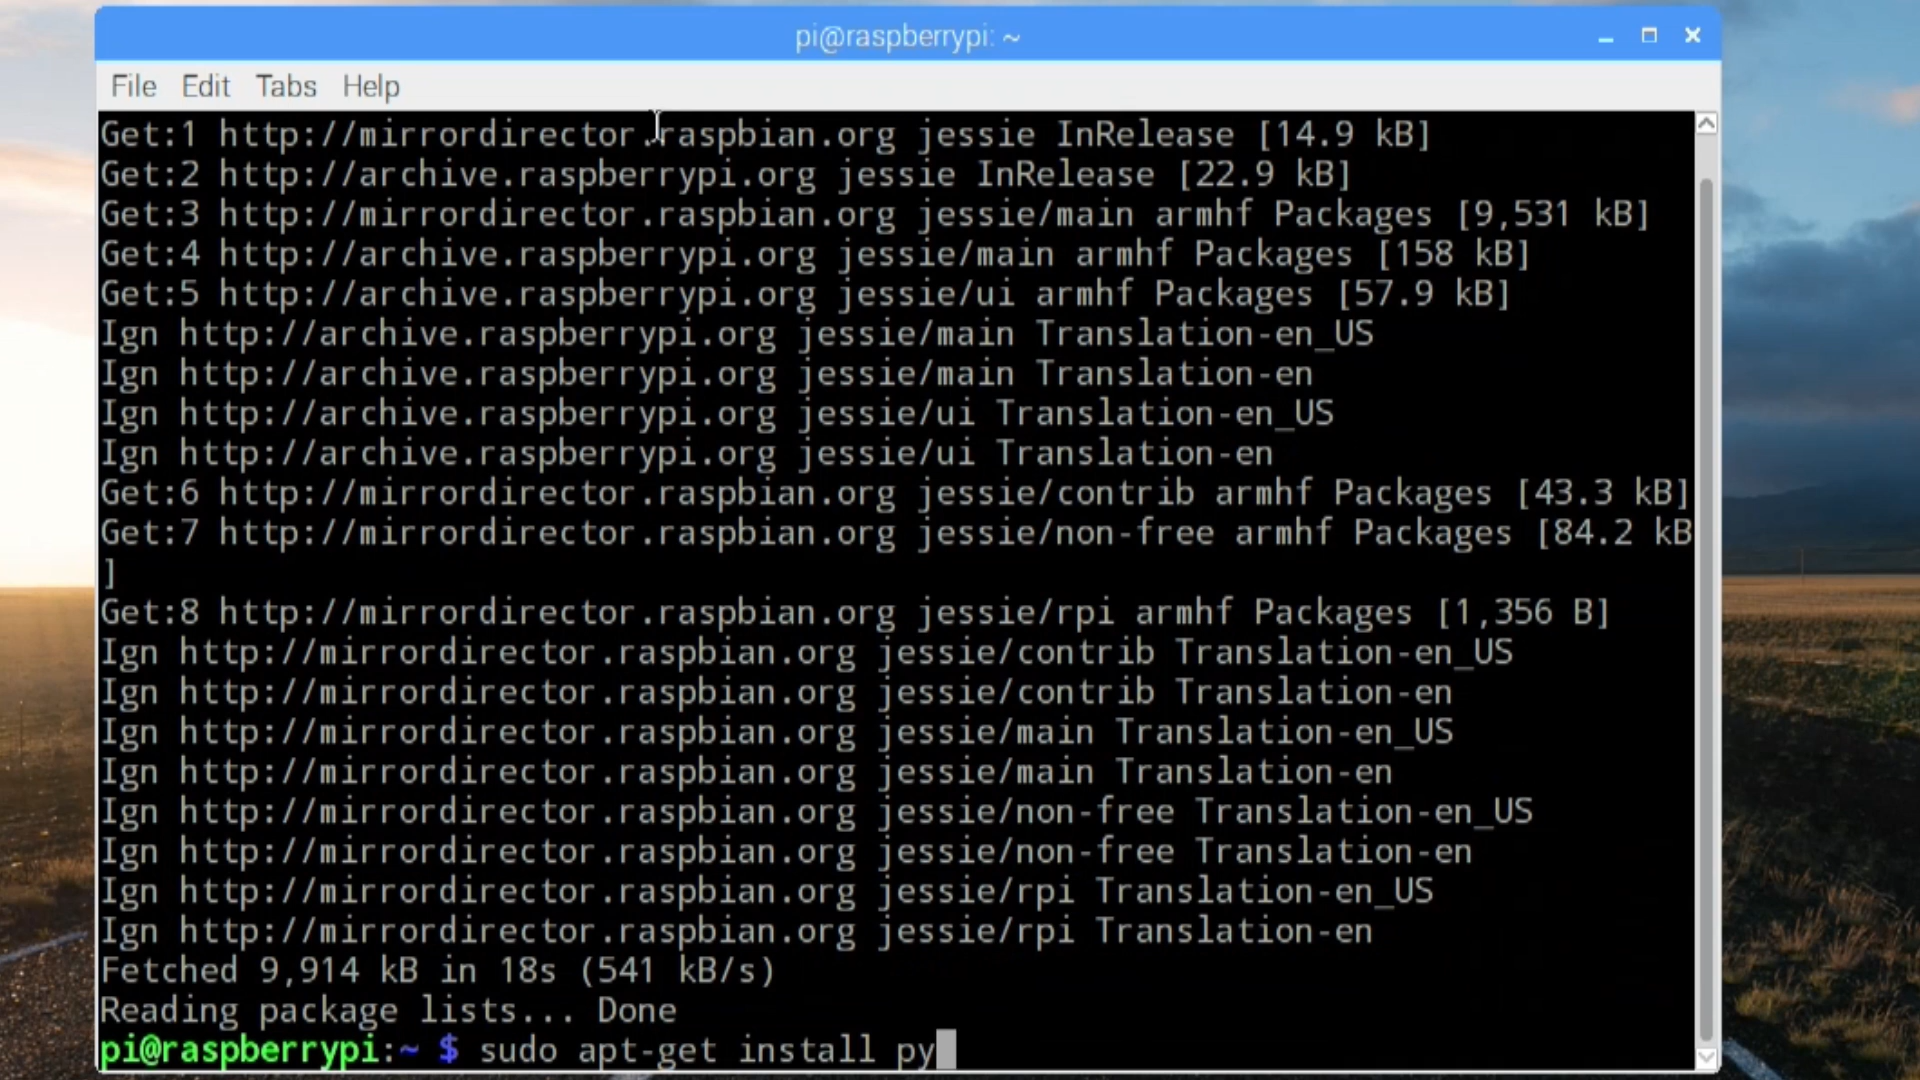 pi@raspberrypi: ~
File Edit Tabs Help
Get:1 http://mirrordirector.raspbian.org jessie InRelease [14.9 kB]
Get:2 http://archive.raspberrypi.org jessie InRelease [22.9 kB]
Get:3 http://mirrordirector.raspbian.org jessie/main armhf Packages [9,531 kB]
Get:4 http://archive.raspberrypi.org jessie/main armhf Packages [158 kB]
Get:5 http://archive.raspberrypi.org jessie/ui armhf Packages [57.9 kB]
Ign http://archive.raspberrypi.org jessie/main Translation-en_US
Ign http://archive.raspberrypi.org jessie/main Translation-en
Ign http://archive.raspberrypi.org jessie/ui Translation-en_US
Ign http://archive.raspberrypi.org jessie/ui Translation-en
Get:6 http://mirrordirector.raspbian.org jessie/contrib armhf Packages [43.3 kB]
Get:7 http://mirrordirector.raspbian.org jessie/non-free armhf Packages [84.2 kB
]
Get:8 http://mirrordirector.raspbian.org jessie/rpi armhf Packages [1,356 B]
Ign http://mirrordirector.raspbian.org jessie/contrib Translation-en_US
Ign http://mirrordirector.raspbian.org jessie/contrib Translation-en
Ign http://mirrordirector.raspbian.org jessie/main Translation-en_US
Ign http://mirrordirector.raspbian.org jessie/main Translation-en
Ign http://mirrordirector.raspbian.org jessie/non-free Translation-en_US
Ign http://mirrordirector.raspbian.org jessie/non-free Translation-en
Ign http://mirrordirector.raspbian.org jessie/rpi Translation-en_US
Ign http://mirrordirector.raspbian.org jessie/rpi Translation-en
Fetched 9,914 kB in 18s (541 kB/s)
Reading package lists... Done
pi@raspberrypi:~ $ sudo apt-get install py